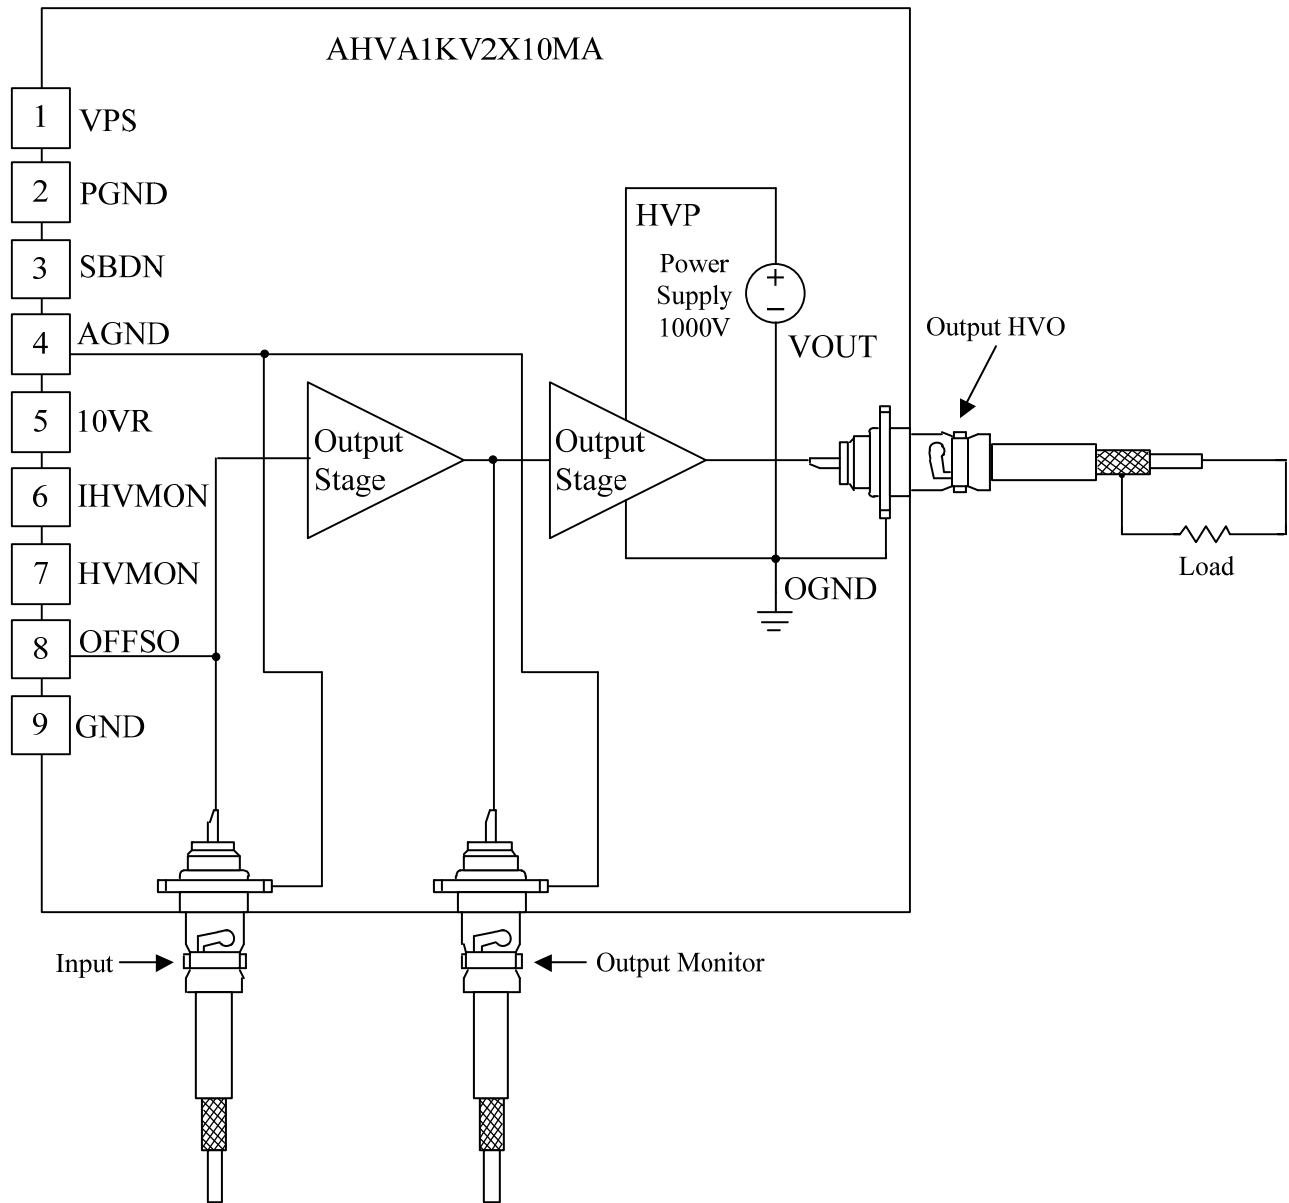 AHVA1KV2X10MA
1 VPS
2 PGND
3 SBDN
4 AGND
5 10VR
6 IHVMON
7 HVMON
8 OFFSO
9 GND
HVP
Power
Supply
1000V
+
−
VOUT
Output HVO
Output
Stage
Output
Stage
Load
OGND
Input
Output Monitor